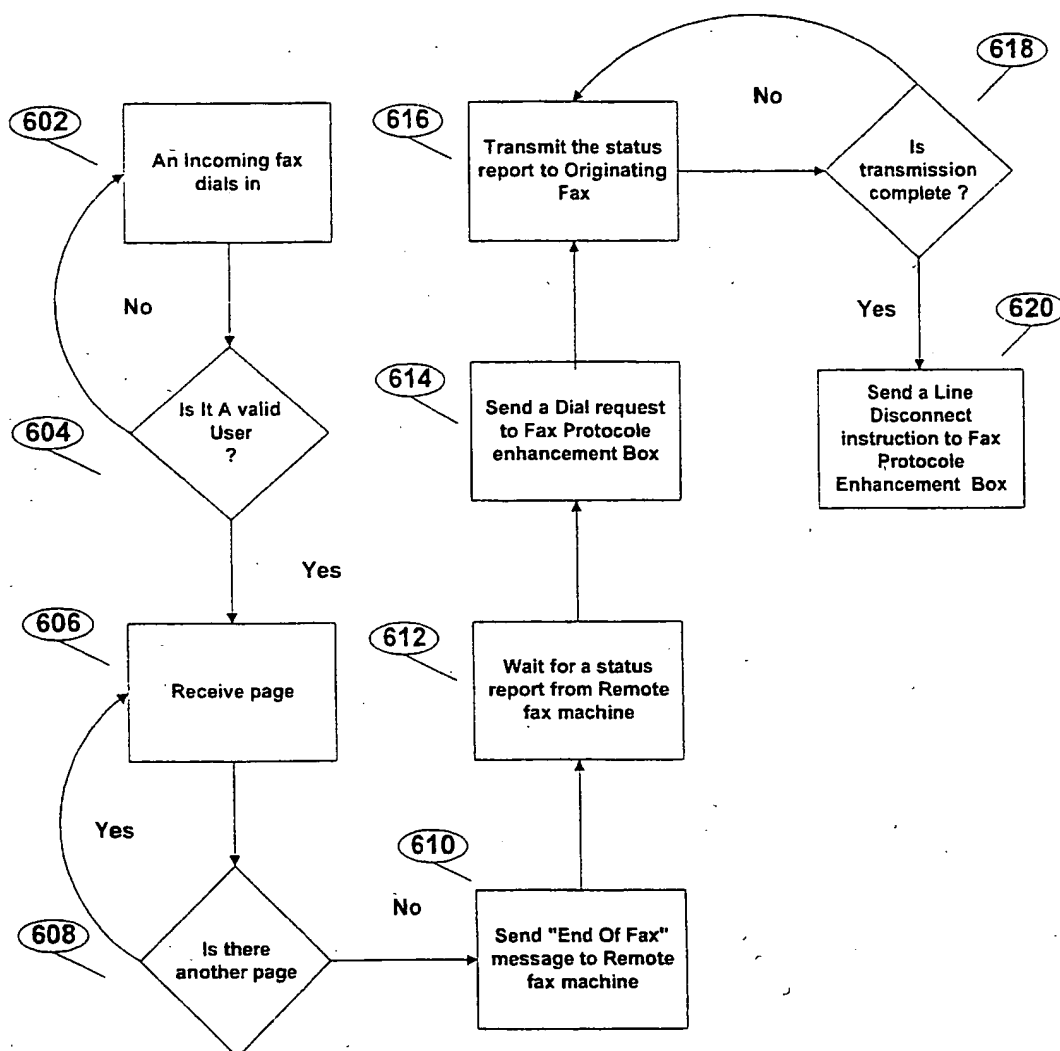 602
An Incoming fax
dials in
No
604
Is It A valid
User
?
Yes
606
Receive page
Yes
608
Is there
another page
No
610
Send "End Of Fax"
message to Remote
fax machine
612
Wait for a status
report from Remote
fax machine
614
Send a Dial request
to Fax Protocole
enhancement Box
616
Transmit the status
report to Originating
Fax
No
618
Is
transmission
complete ?
Yes
620
Send a Line
Disconnect
instruction to Fax
Protocole
Enhancement Box